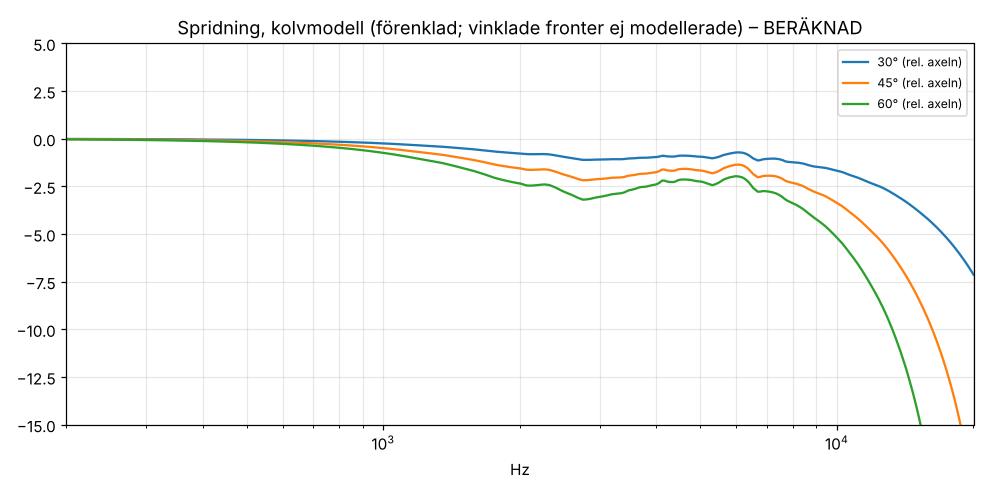 Spridning, kolvmodell (förenklad; vinklade fronter ej modellerade) – BERÄKNAD
5.0
2.5
0.0
−2.5
−5.0
−7.5
−10.0
−12.5
−15.0
30° (rel. axeln)
45° (rel. axeln)
60° (rel. axeln)
10³
10⁴
Hz